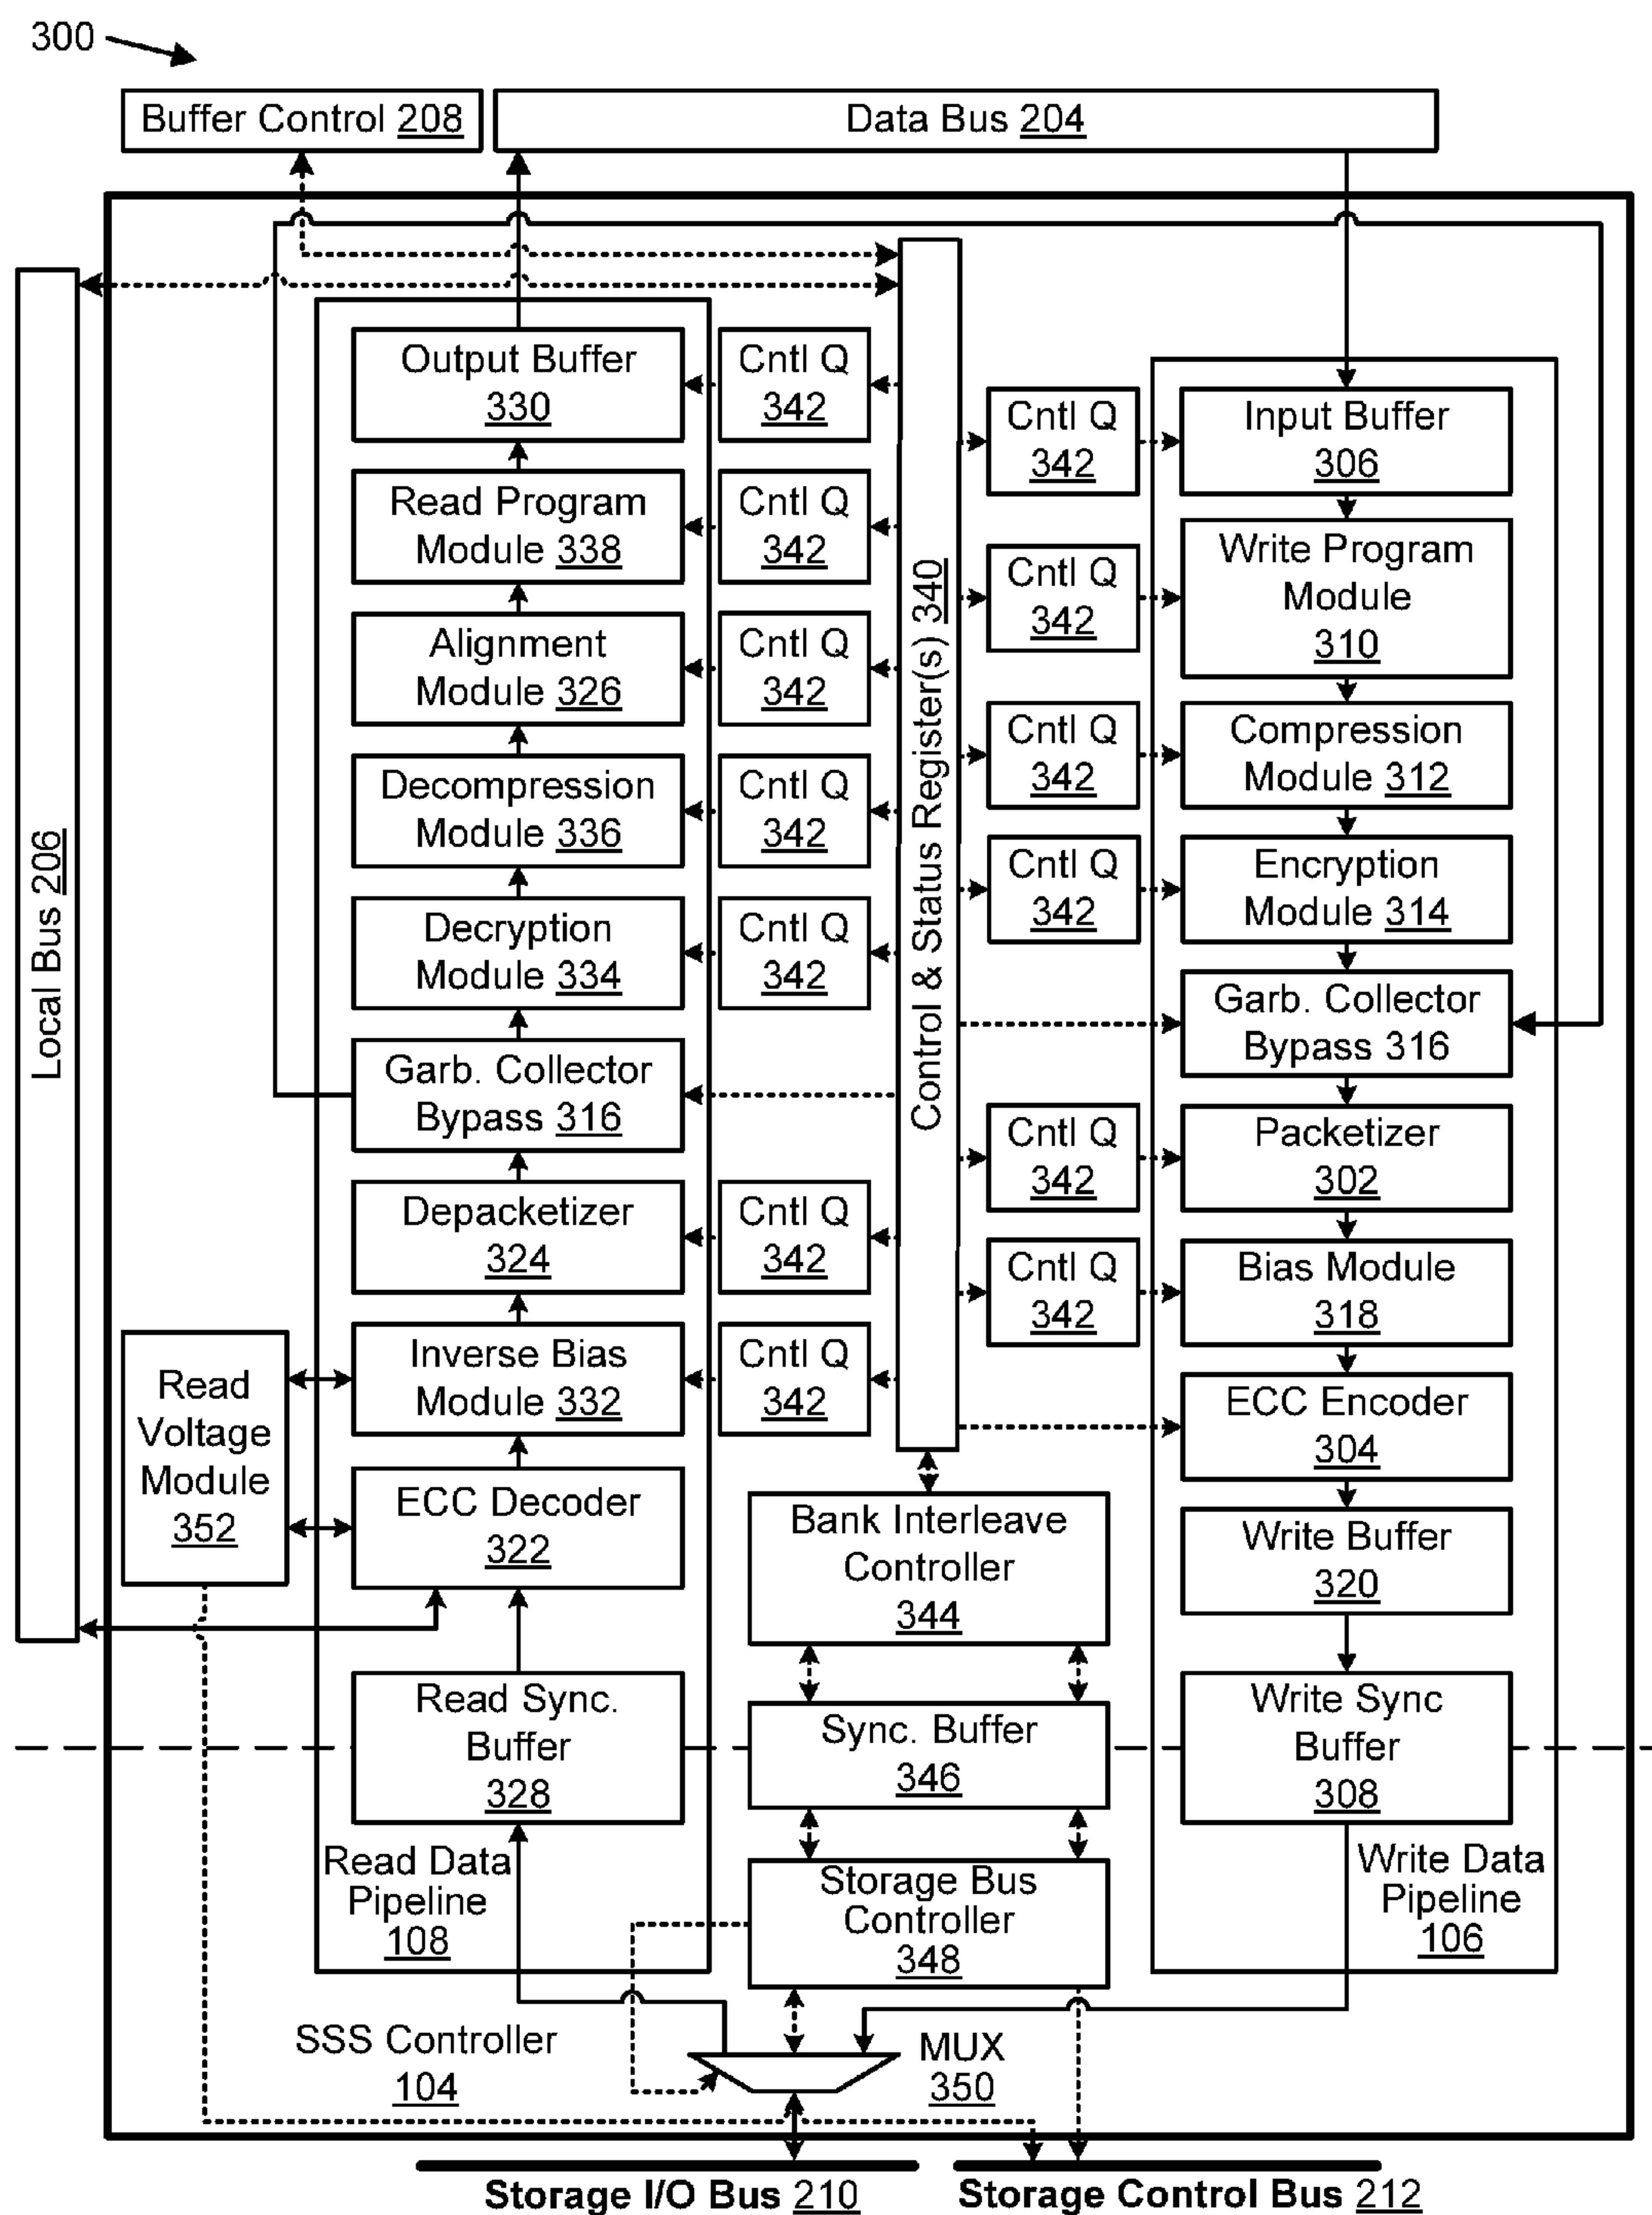 300
Buffer Control 208
Data Bus 204
Local Bus 206
Output Buffer
330
Read Program
Module 338
Alignment
Module 326
Decompression
Module 336
Decryption
Module 334
Garb. Collector
Bypass 316
Depacketizer
324
Inverse Bias
Module 332
ECC Decoder
322
Read Sync.
Buffer
328
Read Data
Pipeline
108
Read
Voltage
Module
352
Cntl Q
342
Cntl Q
342
Cntl Q
342
Cntl Q
342
Cntl Q
342
Cntl Q
342
Cntl Q
342
Control & Status Register(s) 340
Cntl Q
342
Cntl Q
342
Cntl Q
342
Cntl Q
342
Cntl Q
342
Cntl Q
342
Input Buffer
306
Write Program
Module
310
Compression
Module 312
Encryption
Module 314
Garb. Collector
Bypass 316
Packetizer
302
Bias Module
318
ECC Encoder
304
Write Buffer
320
Write Sync
Buffer
308
Write Data
Pipeline
106
Bank Interleave
Controller
344
Sync. Buffer
346
Storage Bus
Controller
348
SSS Controller
104
MUX
350
Storage I/O Bus 210
Storage Control Bus 212